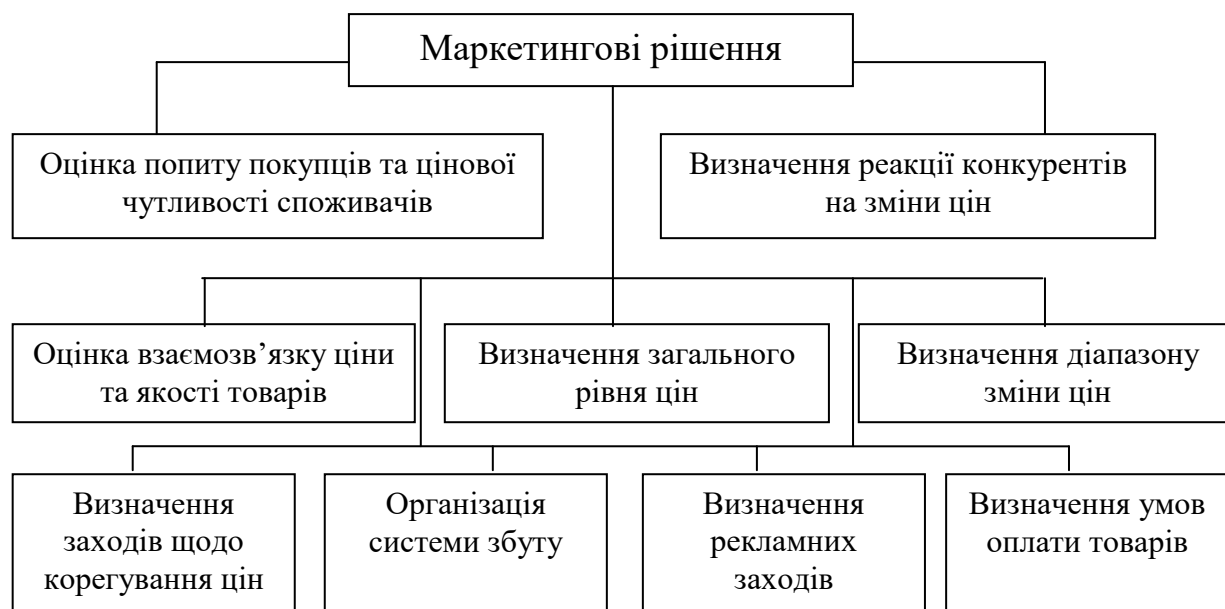 Маркетингові рішення
Оцінка попиту покупців та цінової
чутливості споживачів
Визначення реакції конкурентів
на зміни цін
Оцінка взаємозв’язку ціни
та якості товарів
Визначення загального
рівня цін
Визначення діапазону
зміни цін
Визначення
заходів щодо
корегування цін
Організація
системи збуту
Визначення
рекламних
заходів
Визначення умов
оплати товарів